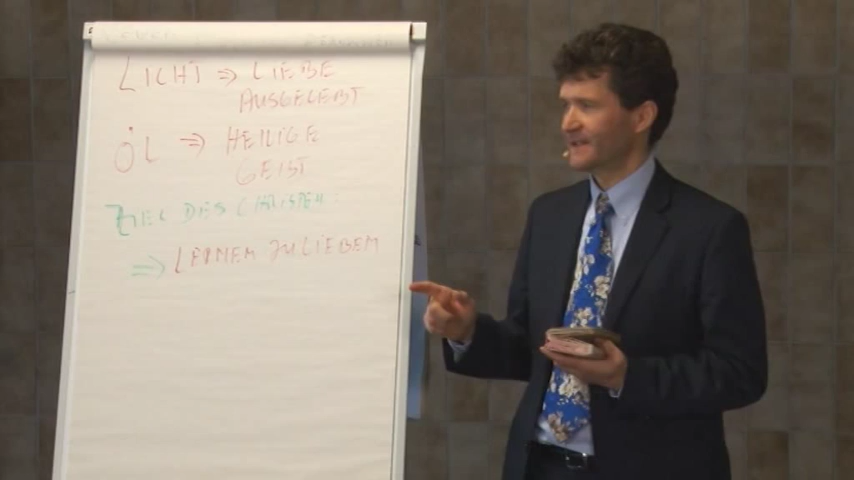 LICHT ⇒ LIEBE
AUSGELEBT
ÖL ⇒ HEILIGE
GEIST
ZIEL DES CHRISTEN:
⇒ LERNEN ZU LIEBEN